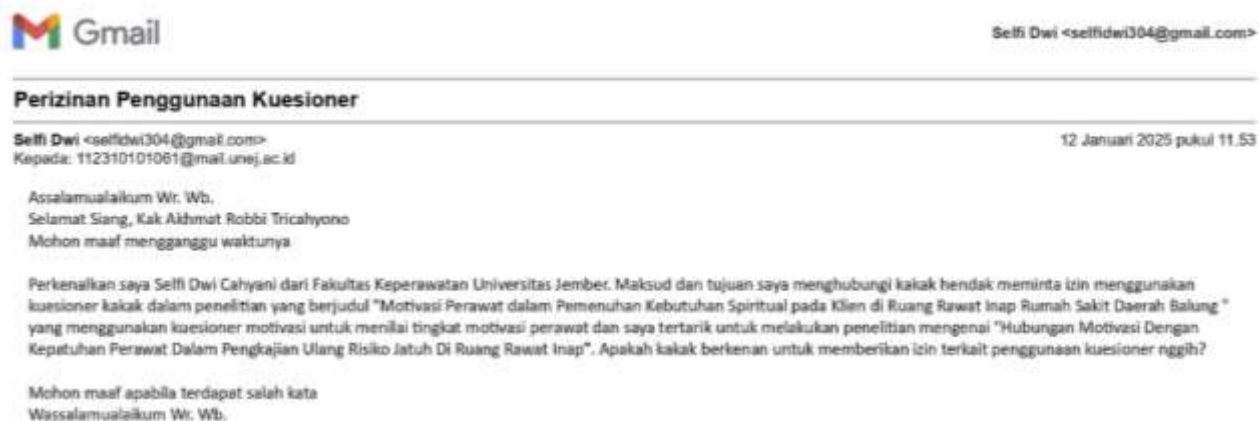 Gmail
Selfi Dwi <selfidwi304@gmail.com>
Perizinan Penggunaan Kuesioner
Selfi Dwi <selfidwi304@gmail.com>
12 Januari 2025 pukul 11.53
Kepada: 112310101061@mail.unej.ac.id
Assalamualaikum Wr. Wb.
Selamat Siang, Kak Akhmat Robbi Tricahyono
Mohon maaf mengganggu waktunya
Perkenalkan saya Selfi Dwi Cahyani dari Fakultas Keperawatan Universitas Jember. Maksud dan tujuan saya menghubungi kakak hendak meminta izin menggunakan
kuesioner kakak dalam penelitian yang berjudul "Motivasi Perawat dalam Pemenuhan Kebutuhan Spiritual pada Klien di Ruang Rawat Inap Rumah Sakit Daerah Balung "
yang menggunakan kuesioner motivasi untuk menilai tingkat motivasi perawat dan saya tertarik untuk melakukan penelitian mengenai "Hubungan Motivasi Dengan
Kepatuhan Perawat Dalam Pengkajian Ulang Risiko Jatuh Di Ruang Rawat Inap". Apakah kakak berkenan untuk memberikan izin terkait penggunaan kuesioner nggih?
Mohon maaf apabila terdapat salah kata
Wassalamualaikum Wr. Wb.